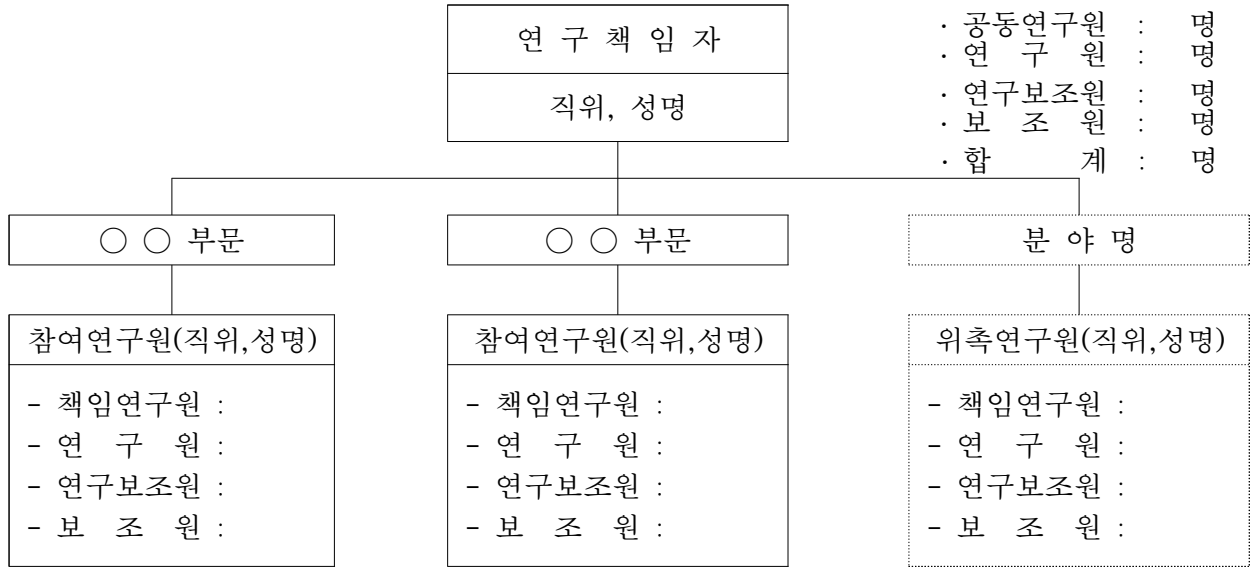 연 구 책 임 자
직위, 성명
· 공동연구원 : 명
· 연 구 원 : 명
· 연구보조원 : 명
· 보 조 원 : 명
· 합 계 : 명
○ ○ 부문
○ ○ 부문
분 야 명
참여연구원(직위,성명)
- 책임연구원 :
- 연 구 원 :
- 연구보조원 :
- 보 조 원 :
참여연구원(직위,성명)
- 책임연구원 :
- 연 구 원 :
- 연구보조원 :
- 보 조 원 :
위촉연구원(직위,성명)
- 책임연구원 :
- 연 구 원 :
- 연구보조원 :
- 보 조 원 :